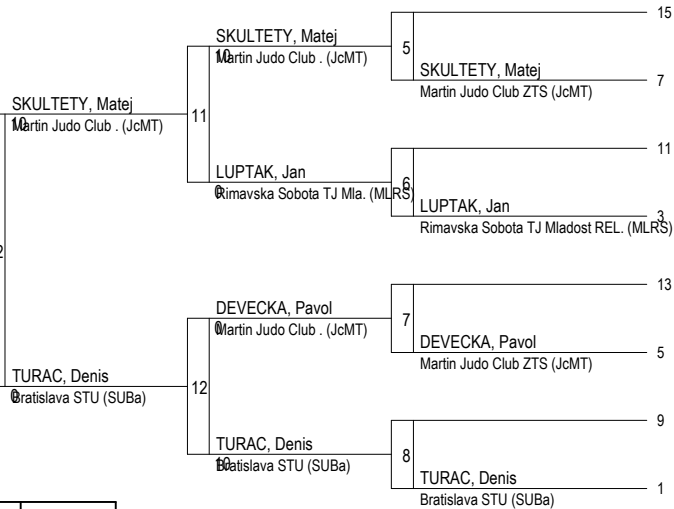 15
SKULTETY, Matej
10
Martin Judo Club . (JcMT)
5
SKULTETY, Matej
7
Martin Judo Club ZTS (JcMT)
SKULTETY, Matej
10
Martin Judo Club . (JcMT)
11
11
LUPTAK, Jan
0
Rimavska Sobota TJ Mla. (MLRS)
6
LUPTAK, Jan
3
Rimavska Sobota TJ Mladost REL. (MLRS)
2
13
DEVECKA, Pavol
0
Martin Judo Club . (JcMT)
7
DEVECKA, Pavol
5
Martin Judo Club ZTS (JcMT)
TURAC, Denis
0
Bratislava STU (SUBa)
12
9
TURAC, Denis
10
Bratislava STU (SUBa)
8
TURAC, Denis
1
Bratislava STU (SUBa)